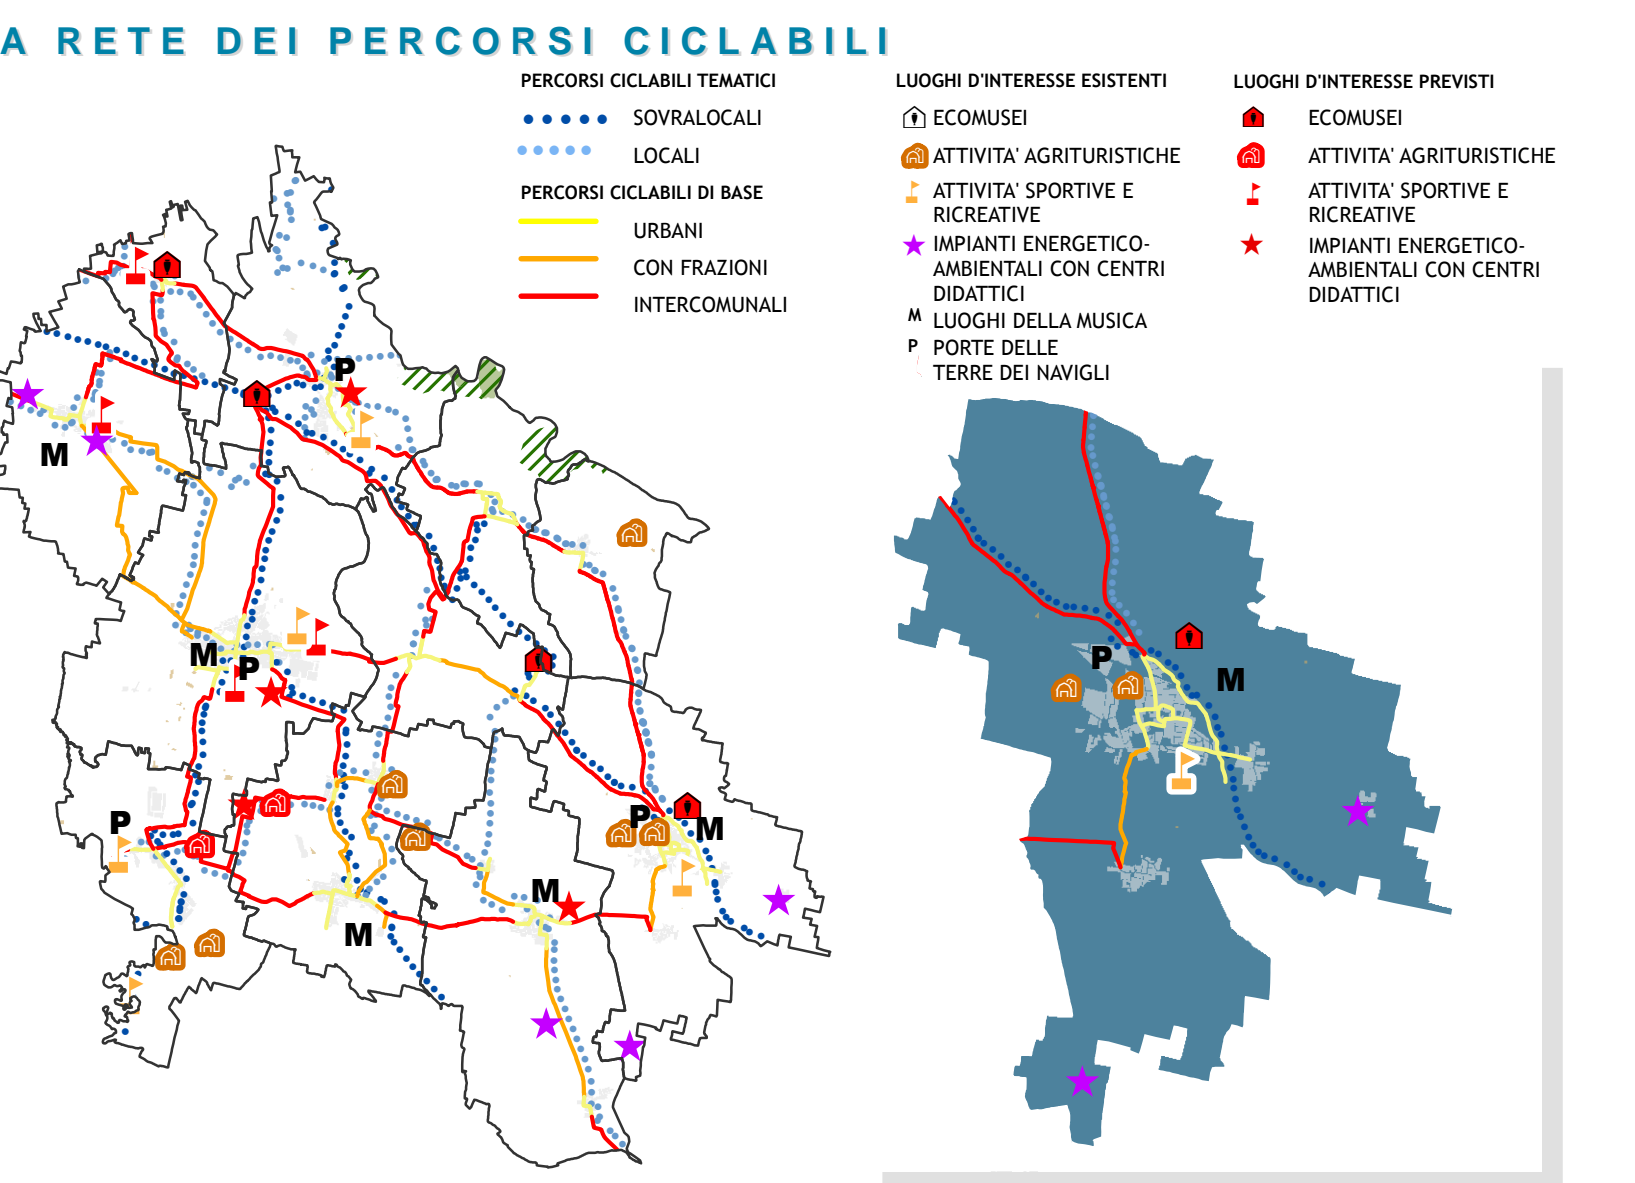 A RETE DEI PERCORSI CICLABILI
PERCORSI CICLABILI TEMATICI
SOVRALOCALI
LOCALI
PERCORSI CICLABILI DI BASE
URBANI
CON FRAZIONI
INTERCOMUNALI
LUOGHI D'INTERESSE ESISTENTI
ECOMUSEI
ATTIVITA' AGRITURISTICHE
ATTIVITA' SPORTIVE E
RICREATIVE
IMPIANTI ENERGETICO-
AMBIENTALI CON CENTRI
DIDATTICI
M LUOGHI DELLA MUSICA
P PORTE DELLE
TERRE DEI NAVIGLI
LUOGHI D'INTERESSE PREVISTI
ECOMUSEI
ATTIVITA' AGRITURISTICHE
ATTIVITA' SPORTIVE E
RICREATIVE
IMPIANTI ENERGETICO-
AMBIENTALI CON CENTRI
DIDATTICI
P
M
M
P
P
P
M
M
M
P
M